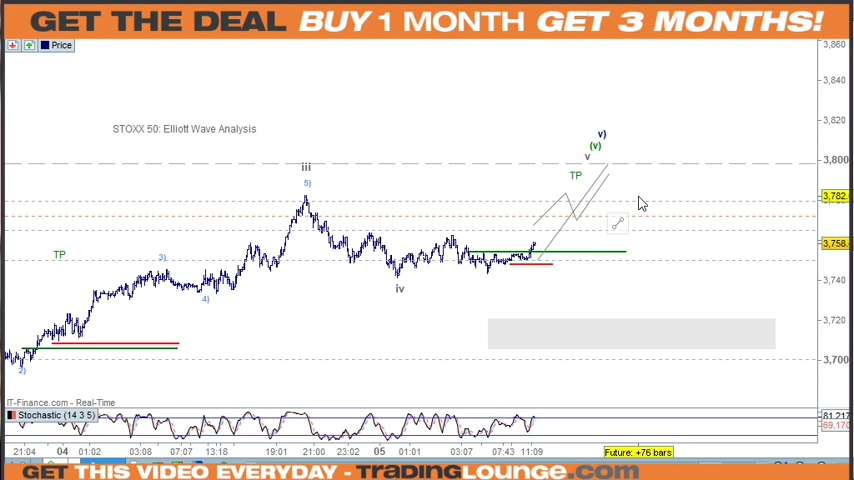 GET THE DEAL BUY 1 MONTH GET 3 MONTHS!
Price
3,860
3,840
STOXX 50: Elliott Wave Analysis
3,820
v)
(v)
v
3,800
iii
TP
5)
3,782.
3,758.
TP
3)
3,740
iv
4)
3,720
2)
3,700
IT-Finance.com - Real-Time
Stochastic (14 3 5)
81.217
69.170
21:04 04 01:02 03:08 07:07 13:18 19:01 21:00 23:02 05 01:01 03:07 07:43 11:09 Future: +76 bars
GET THIS VIDEO EVERYDAY - TRADINGLOUNGE.com